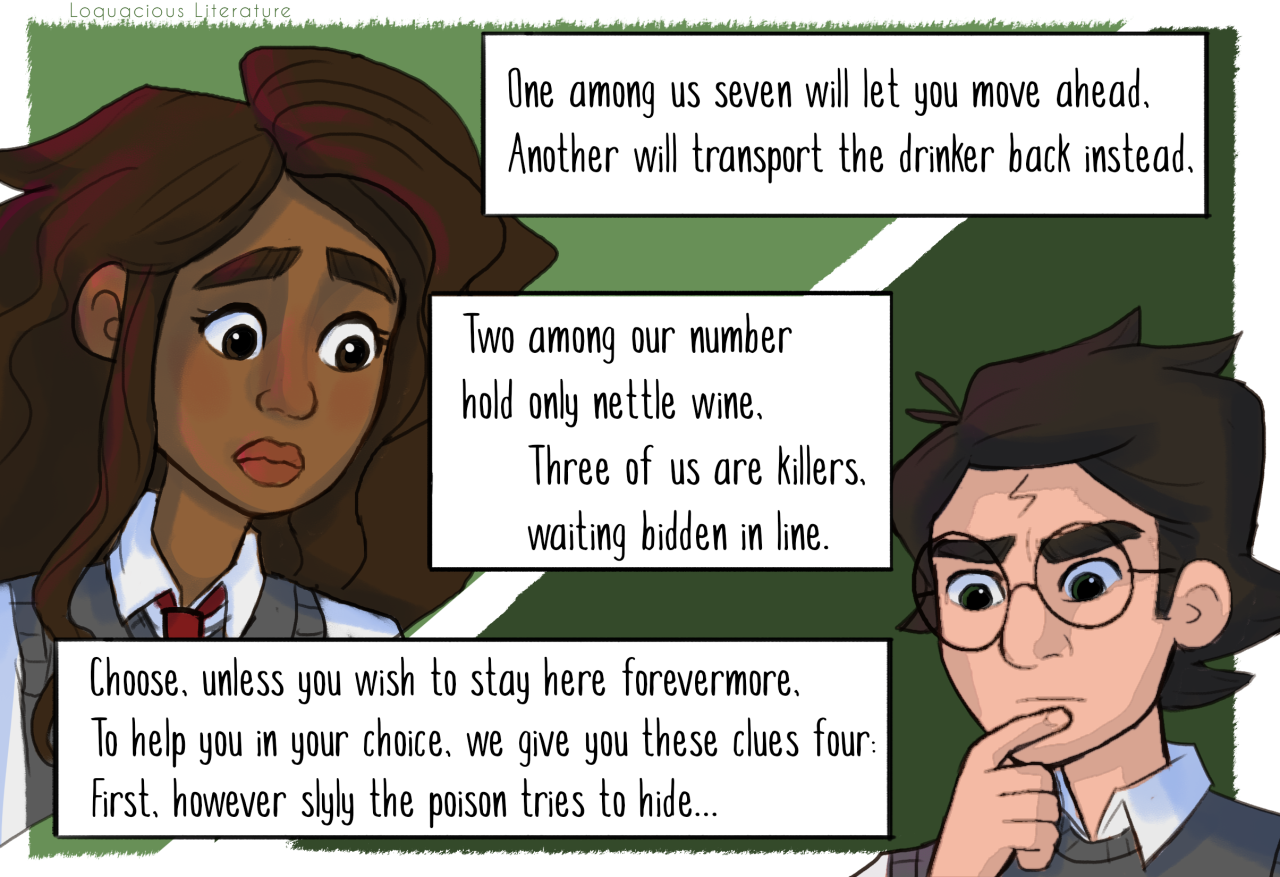 Loquacious Literature
One among us seven will let you move ahead,
Another will transport the drinker back instead,
Two among our number
hold only nettle wine,
Three of us are killers,
waiting bidden in line.
Choose, unless you wish to stay here forevermore,
To help you in your choice, we give you these clues four:
First, however slyly the poison tries to hide...